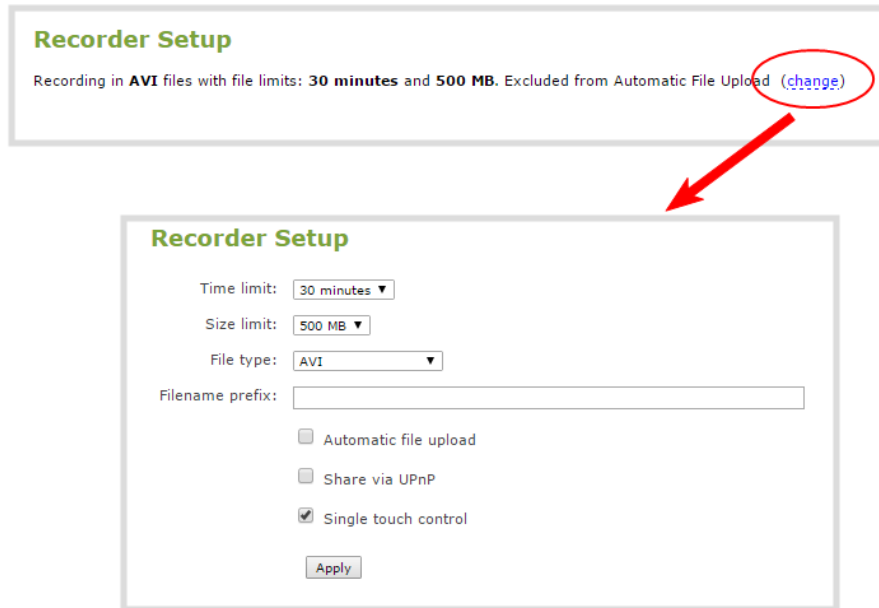 Recorder Setup
Recording in AVI files with file limits: 30 minutes and 500 MB. Excluded from Automatic File Upload (change)
Recorder Setup
Time limit: 30 minutes ▼
Size limit: 500 MB ▼
File type: AVI ▼
Filename prefix:
Automatic file upload
Share via UPnP
Single touch control
Apply